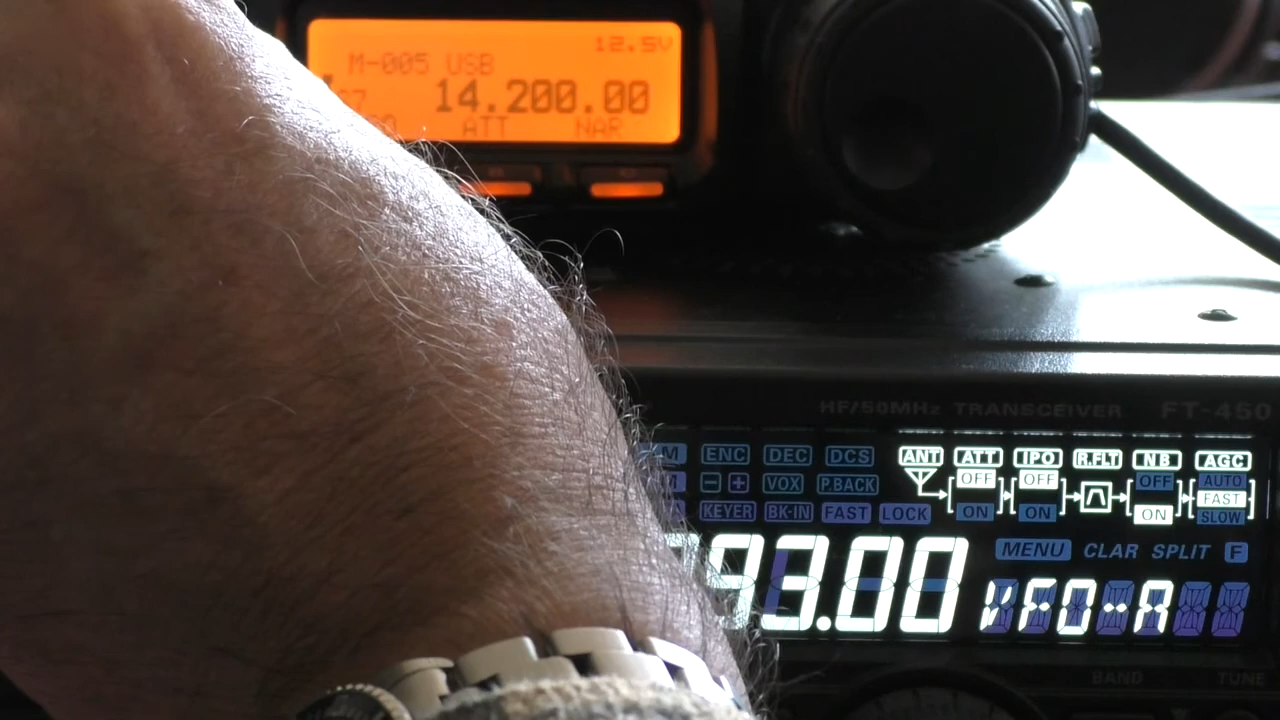 12.5V
M-005 USB
14.200.00
ATT NAR
HF/50MHz TRANSCEIVER FT-450
ENC DEC DCS ANT ATT IPO R.FLT NB AGC
OFF OFF OFF AUTO
- + VOX P.BACK FAST
ON ON ON SLOW
KEYER BK-IN FAST LOCK
MENU CLAR SPLIT F
93.00 VFO-A
BAND TUNE